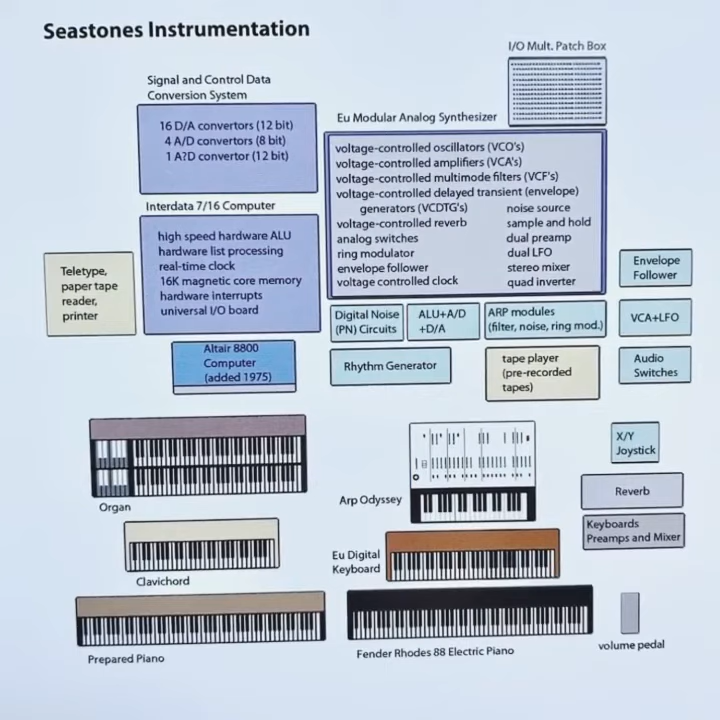 Seastones Instrumentation
I/O Mult. Patch Box
Signal and Control Data
Conversion System
16 D/A convertors (12 bit)
4 A/D convertors (8 bit)
1 A?D convertor (12 bit)
Eu Modular Analog Synthesizer
voltage-controlled oscillators (VCO's)
voltage-controlled amplifiers (VCA's)
voltage-controlled multimode filters (VCF's)
voltage-controlled delayed transient (envelope)
generators (VCDTG's)
voltage-controlled reverb
analog switches
ring modulator
envelope follower
voltage controlled clock
noise source
sample and hold
dual preamp
dual LFO
stereo mixer
quad inverter
Interdata 7/16 Computer
high speed hardware ALU
hardware list processing
real-time clock
16K magnetic core memory
hardware interrupts
universal I/O board
Teletype,
paper tape
reader,
printer
Envelope
Follower
Digital Noise
(PN) Circuits
ALU+A/D
+D/A
ARP modules
(filter, noise, ring mod.)
VCA+LFO
Altair 8800
Computer
(added 1975)
Rhythm Generator
tape player
(pre-recorded
tapes)
Audio
Switches
Organ
Arp Odyssey
X/Y
Joystick
Reverb
Keyboards
Preamps and Mixer
Clavichord
Eu Digital
Keyboard
Prepared Piano
Fender Rhodes 88 Electric Piano
volume pedal